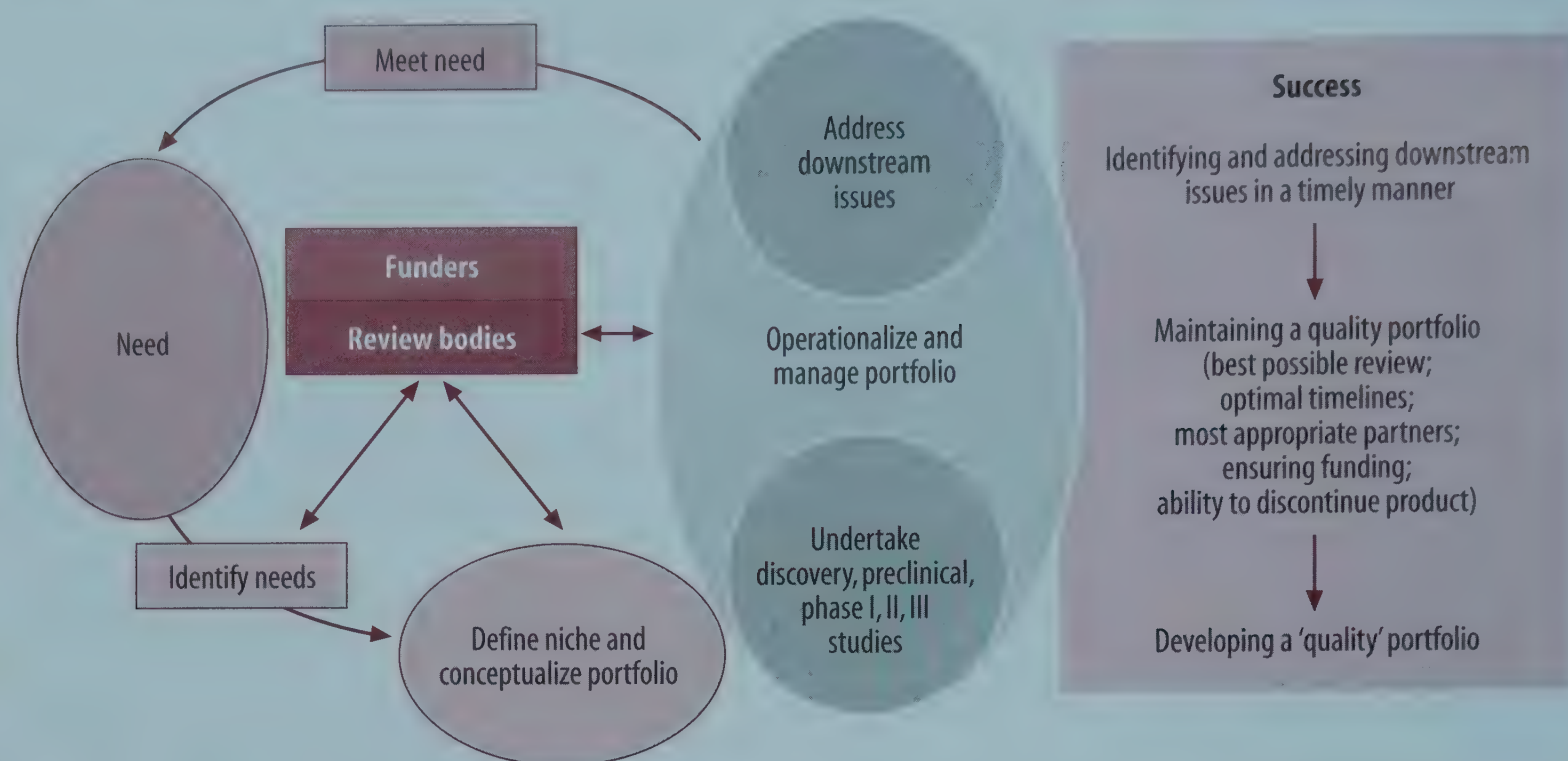 Meet need
Need
Funders
Review bodies
Identify needs
Define niche and
conceptualize portfolio
Address
downstream
issues
Operationalize and
manage portfolio
Undertake
discovery, preclinical,
phase I, II, III
studies
Success
Identifying and addressing downstream
issues in a timely manner
Maintaining a quality portfolio
(best possible review;
optimal timelines;
most appropriate partners;
ensuring funding;
ability to discontinue product)
Developing a 'quality' portfolio